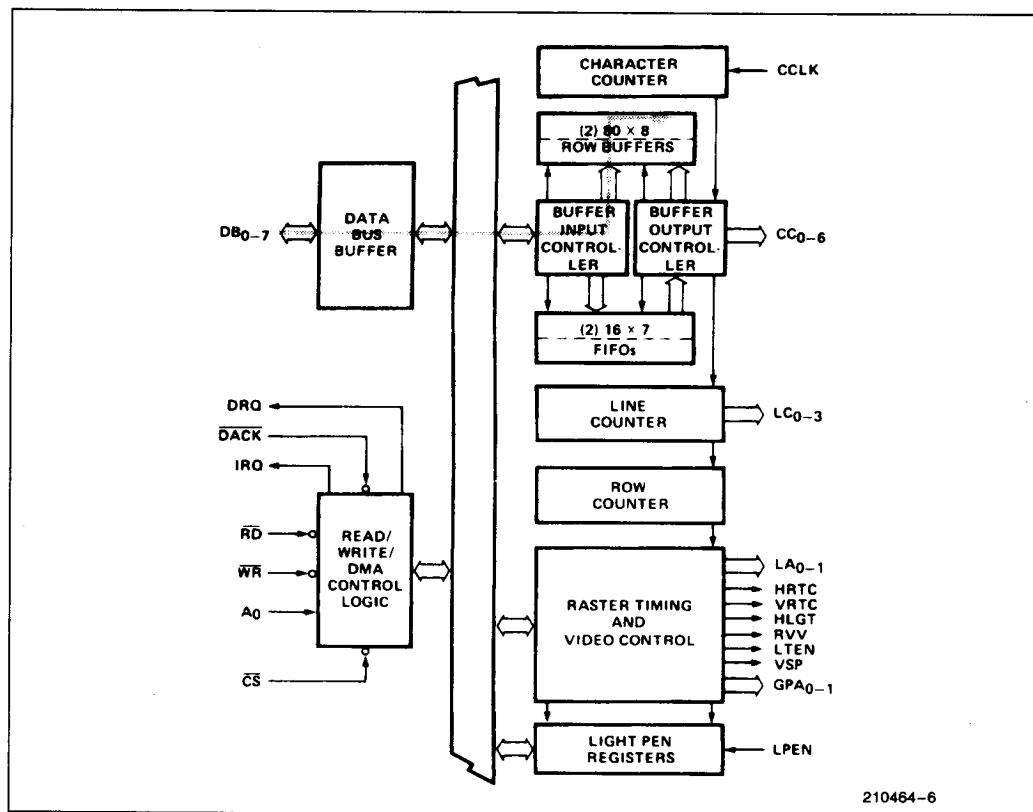 CHARACTER
COUNTER
CCLK
(2) 80 × 8
ROW BUFFERS
DATA
BUS
BUFFER
DB0–7
BUFFER
INPUT
CONTROL-
LER
BUFFER
OUTPUT
CONTROL-
LER
CC0–6
(2) 16 × 7
FIFOs
LINE
COUNTER
LC0–3
DRQ
DACK
IRQ
RD
WR
A0
CS
READ/
WRITE/
DMA
CONTROL
LOGIC
ROW
COUNTER
RASTER TIMING
AND
VIDEO CONTROL
LA0–1
HRTC
VRTC
HLGT
RVV
LTEN
VSP
GPA0–1
LIGHT PEN
REGISTERS
LPEN
210464–6